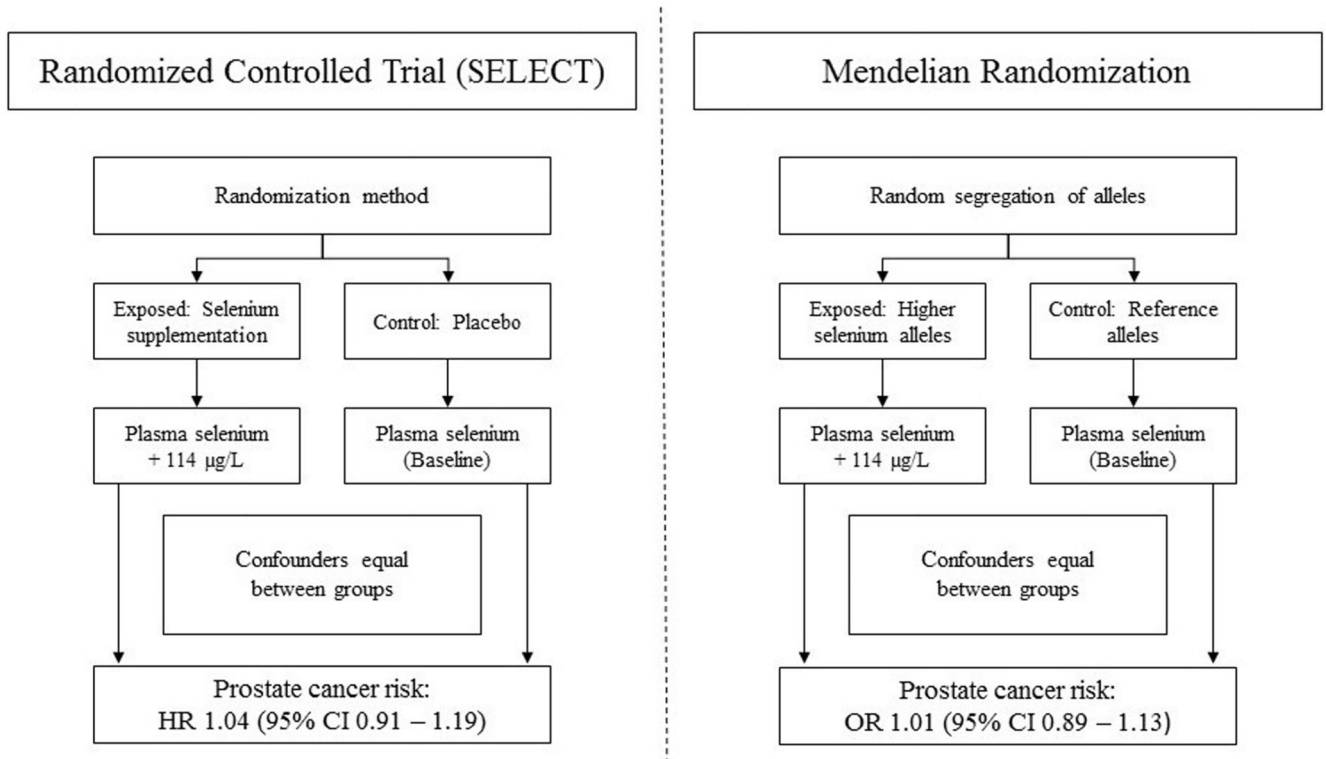 Randomized Controlled Trial (SELECT)
Randomization method
Exposed: Selenium
supplementation
Control: Placebo
Plasma selenium
+ 114 μg/L
Plasma selenium
(Baseline)
Confounders equal
between groups
Prostate cancer risk:
HR 1.04 (95% CI 0.91 – 1.19)
Mendelian Randomization
Random segregation of alleles
Exposed: Higher
selenium alleles
Control: Reference
alleles
Plasma selenium
+ 114 μg/L
Plasma selenium
(Baseline)
Confounders equal
between groups
Prostate cancer risk:
OR 1.01 (95% CI 0.89 – 1.13)